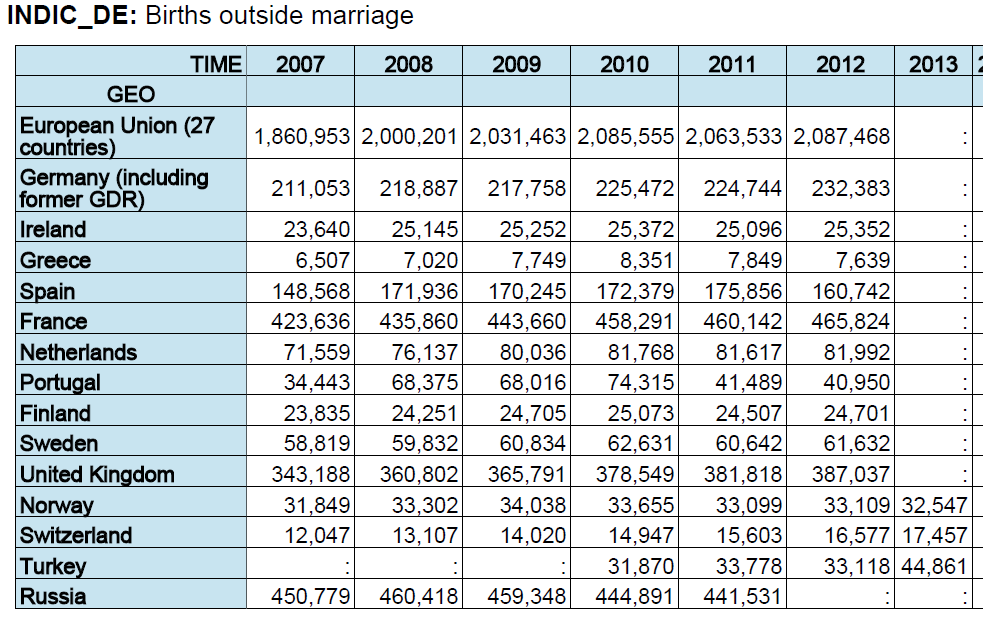 INDIC_DE: Births outside marriage
TIME 2007 2008 2009 2010 2011 2012 2013
GEO
European Union (27 countries) 1,860,953 2,000,201 2,031,463 2,085,555 2,063,533 2,087,468 :
Germany (including former GDR) 211,053 218,887 217,758 225,472 224,744 232,383 :
Ireland 23,640 25,145 25,252 25,372 25,096 25,352 :
Greece 6,507 7,020 7,749 8,351 7,849 7,639 :
Spain 148,568 171,936 170,245 172,379 175,856 160,742 :
France 423,636 435,860 443,660 458,291 460,142 465,824 :
Netherlands 71,559 76,137 80,036 81,768 81,617 81,992 :
Portugal 34,443 68,375 68,016 74,315 41,489 40,950 :
Finland 23,835 24,251 24,705 25,073 24,507 24,701 :
Sweden 58,819 59,832 60,834 62,631 60,642 61,632 :
United Kingdom 343,188 360,802 365,791 378,549 381,818 387,037 :
Norway 31,849 33,302 34,038 33,655 33,099 33,109 32,547
Switzerland 12,047 13,107 14,020 14,947 15,603 16,577 17,457
Turkey : : : 31,870 33,778 33,118 44,861
Russia 450,779 460,418 459,348 444,891 441,531 : :